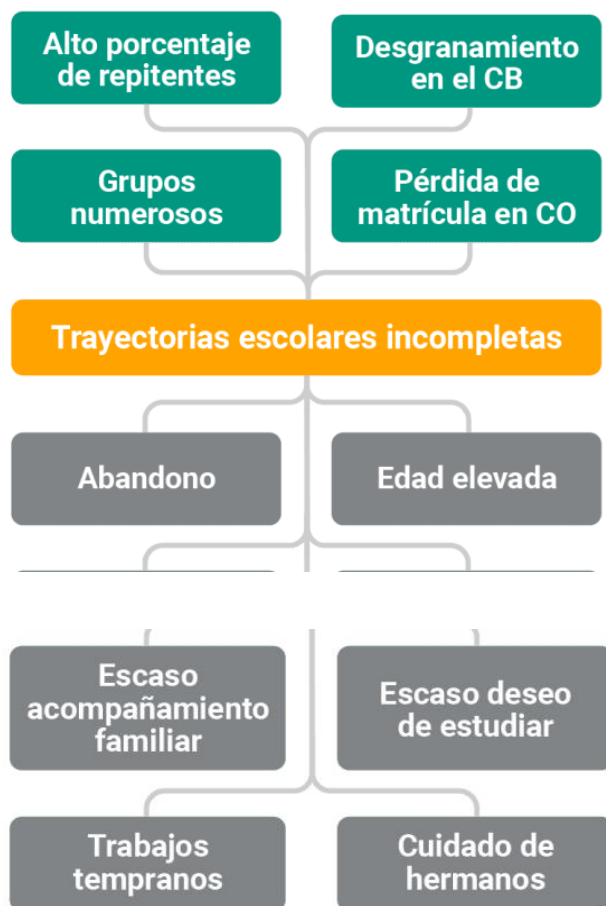 Alto porcentaje
de repitentes
Desgranamiento
en el CB
Grupos
numerosos
Pérdida de
matrícula en CO
Trayectorias escolares incompletas
Abandono
Edad elevada
Escaso
acompañamiento
familiar
Escaso deseo
de estudiar
Trabajos
tempranos
Cuidado de
hermanos